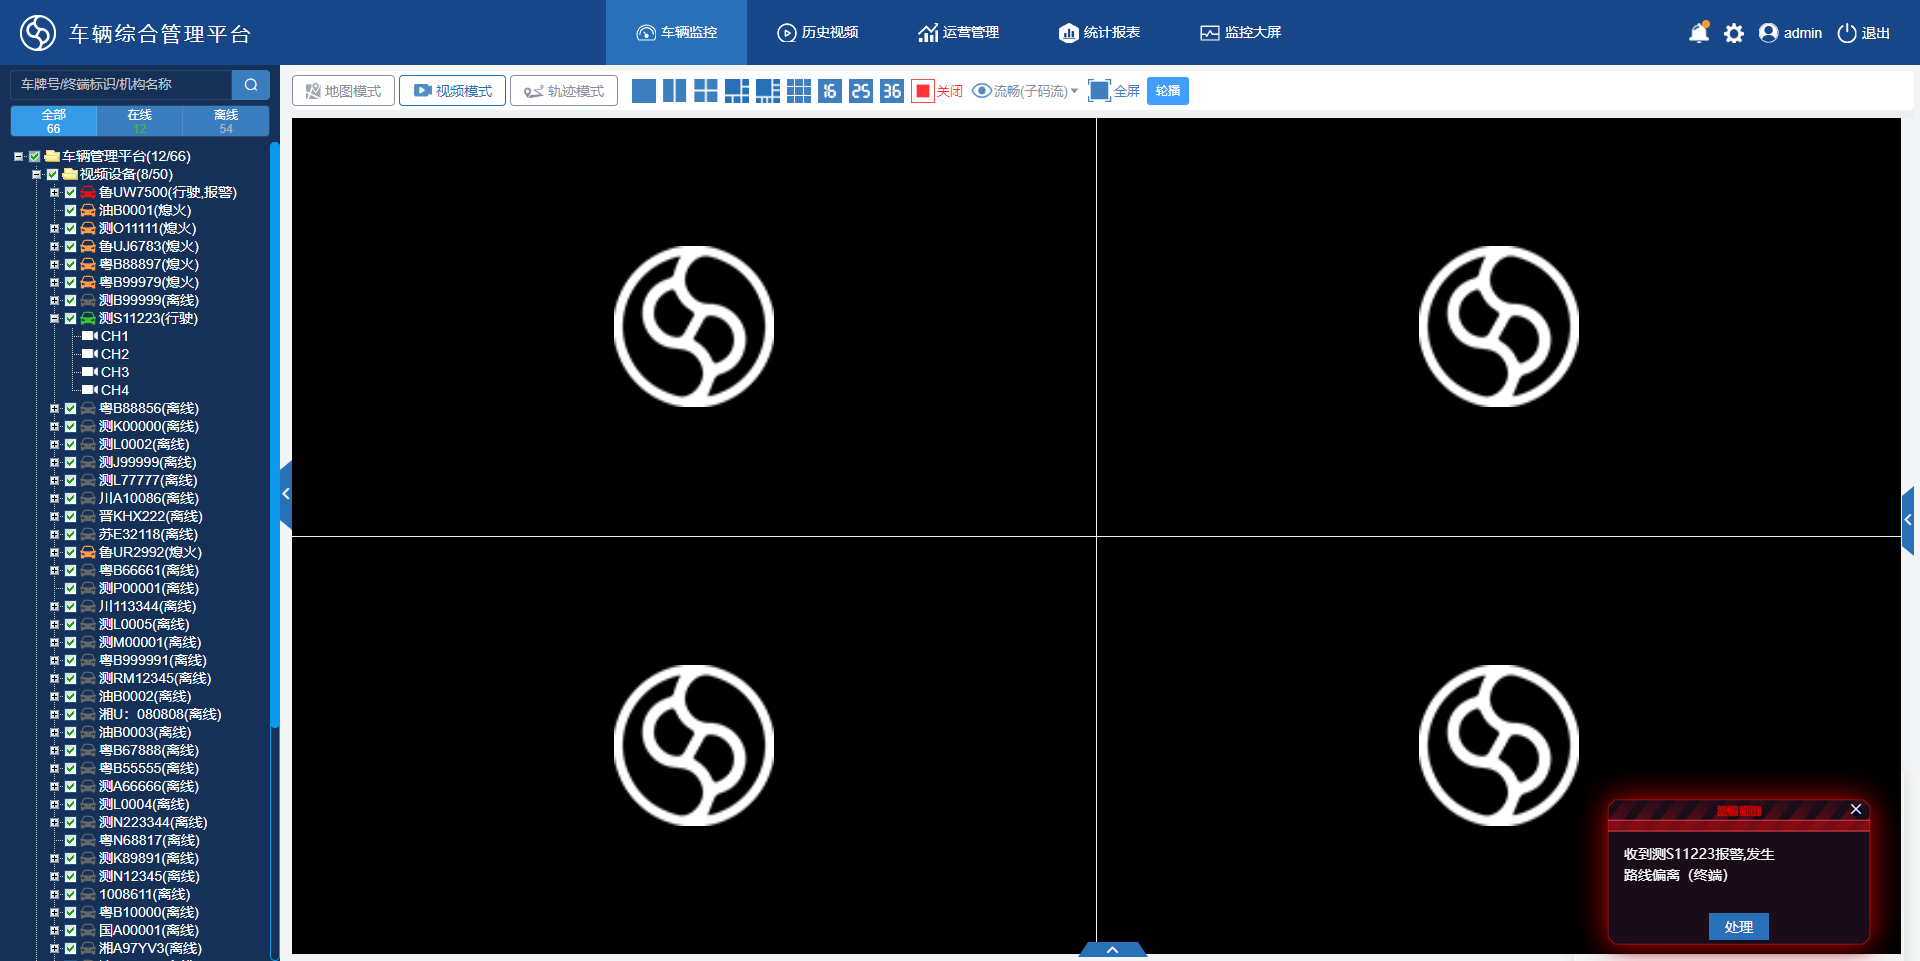 车辆综合管理平台
车辆监控
历史视频
运营管理
统计报表
监控大屏
admin
退出
车牌号/终端标识/机构名称
全部
66
在线
12
离线
54
地图模式
视频模式
轨迹模式
16
25
36
关闭
流畅(子码流)
全屏
轮播
车辆管理平台(12/66)
视频设备(8/50)
鲁UW7500(行驶,报警)
油B0001(熄火)
测O11111(熄火)
鲁UJ6783(熄火)
粤B88897(熄火)
粤B99979(熄火)
测B99999(离线)
测S11223(行驶)
CH1
CH2
CH3
CH4
粤B88856(离线)
测K00000(离线)
测L0002(离线)
测J99999(离线)
测L77777(离线)
川A10086(离线)
晋KHX222(离线)
苏E32118(离线)
鲁UR2992(熄火)
粤B66661(离线)
测P00001(离线)
川113344(离线)
测L0005(离线)
测M00001(离线)
粤B999991(离线)
测RM12345(离线)
油B0002(离线)
湘U：080808(离线)
油B0003(离线)
粤B67888(离线)
粤B55555(离线)
测A66666(离线)
测L0004(离线)
测N223344(离线)
粤N68817(离线)
测K89891(离线)
测N12345(离线)
1008611(离线)
粤B10000(离线)
国A00001(离线)
湘A97YV3(离线)
收到测S11223报警,发生
路线偏离（终端）
处理